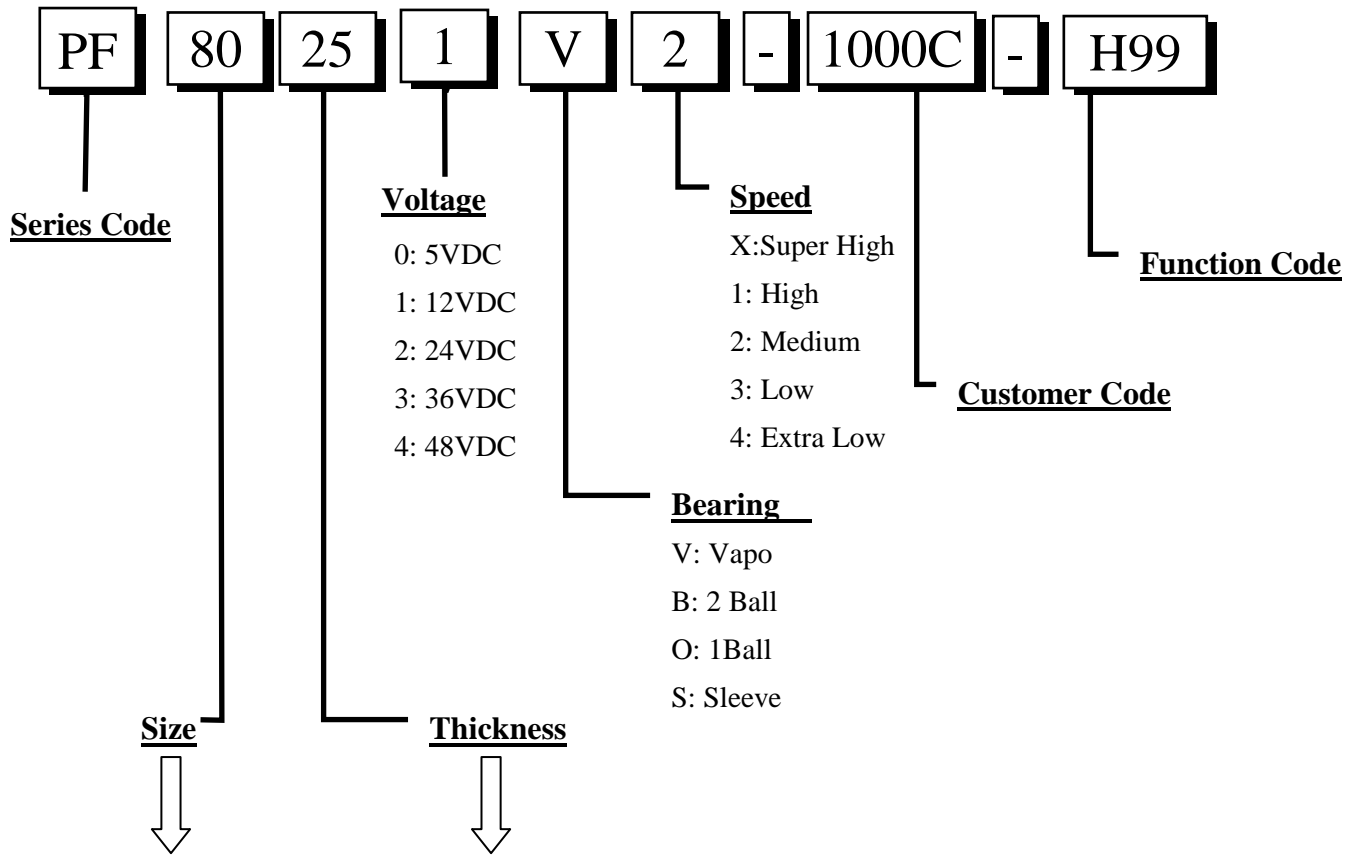 PF 80 25 1 V 2 - 1000C - H99
Series Code
Voltage
0: 5VDC
1: 12VDC
2: 24VDC
3: 36VDC
4: 48VDC
Speed
X:Super High
1: High
2: Medium
3: Low
4: Extra Low
Function Code
Customer Code
Bearing
V: Vapo
B: 2 Ball
O: 1Ball
S: Sleeve
Size
Thickness